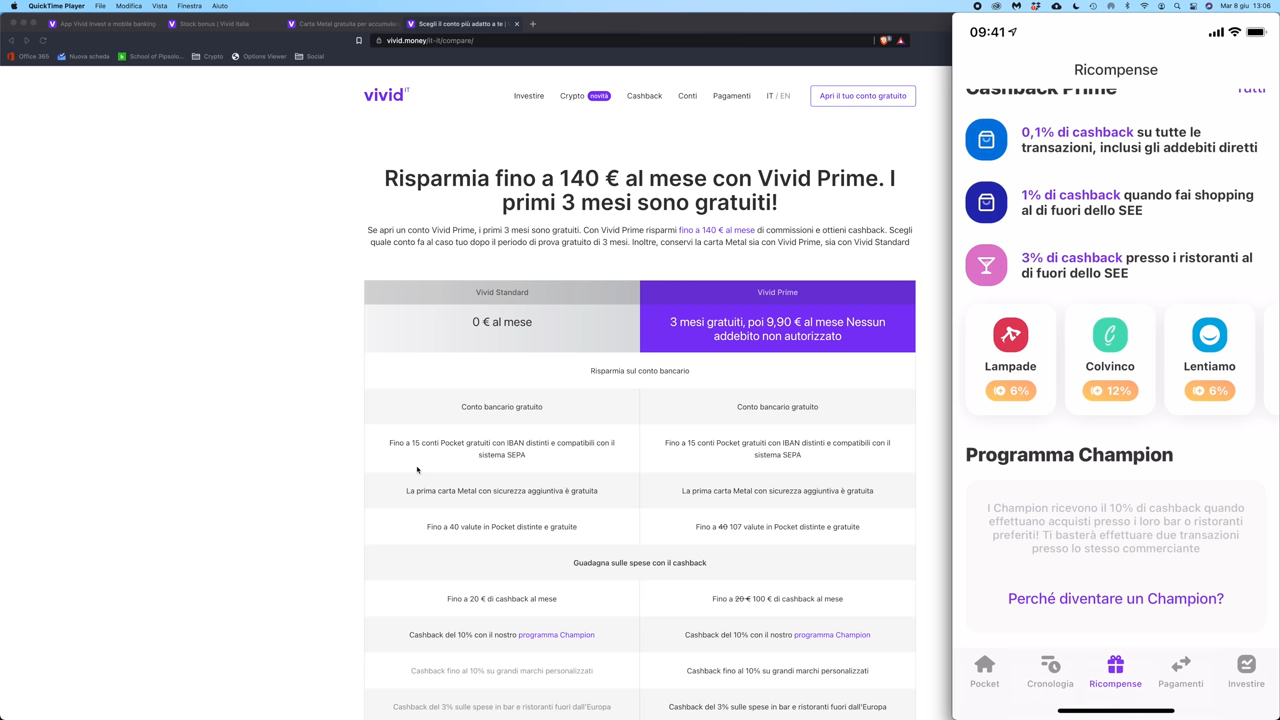 QuickTime Player File Modifica Vista Finestra Aiuto
Mar 8 giu 13:06
App Vivid Invest e mobile banking
Stock bonus | Vivid Italia
Carta Metal gratuita per accumula
Scegli il conto più adatto a te |
vivid.money/it-it/compare/
Office 365
Nuova scheda
School of Pipsolo...
Crypto
Options Viewer
Social
vivid IT
Investire
Crypto novità
Cashback
Conti
Pagamenti
IT / EN
Apri il tuo conto gratuito
Risparmia fino a 140 € al mese con Vivid Prime. I
primi 3 mesi sono gratuiti!
Se apri un conto Vivid Prime, i primi 3 mesi sono gratuiti. Con Vivid Prime risparmi fino a 140 € al mese di commissioni e ottieni cashback. Scegli
quale conto fa al caso tuo dopo il periodo di prova gratuito di 3 mesi. Inoltre, conservi la carta Metal sia con Vivid Prime, sia con Vivid Standard
Vivid Standard
Vivid Prime
0 € al mese
3 mesi gratuiti, poi 9,90 € al mese Nessun
addebito non autorizzato
Risparmia sul conto bancario
Conto bancario gratuito
Conto bancario gratuito
Fino a 15 conti Pocket gratuiti con IBAN distinti e compatibili con il
sistema SEPA
Fino a 15 conti Pocket gratuiti con IBAN distinti e compatibili con il
sistema SEPA
La prima carta Metal con sicurezza aggiuntiva è gratuita
La prima carta Metal con sicurezza aggiuntiva è gratuita
Fino a 40 valute in Pocket distinte e gratuite
Fino a 40 107 valute in Pocket distinte e gratuite
Guadagna sulle spese con il cashback
Fino a 20 € di cashback al mese
Fino a 20 € 100 € di cashback al mese
Cashback del 10% con il nostro programma Champion
Cashback del 10% con il nostro programma Champion
Cashback fino al 10% su grandi marchi personalizzati
Cashback fino al 10% su grandi marchi personalizzati
Cashback del 3% sulle spese in bar e ristoranti fuori dall'Europa
Cashback del 3% sulle spese in bar e ristoranti fuori dall'Europa
09:41
Ricompense
Cashback Prime
Tutti
0,1% di cashback su tutte le
transazioni, inclusi gli addebiti diretti
1% di cashback quando fai shopping
al di fuori dello SEE
3% di cashback presso i ristoranti al
di fuori dello SEE
Lampade
Colvinco
Lentiamo
6%
12%
6%
Programma Champion
I Champion ricevono il 10% di cashback quando
effettuano acquisti presso i loro bar o ristoranti
preferiti! Ti basterà effettuare due transazioni
presso lo stesso commerciante
Perché diventare un Champion?
Pocket
Cronologia
Ricompense
Pagamenti
Investire